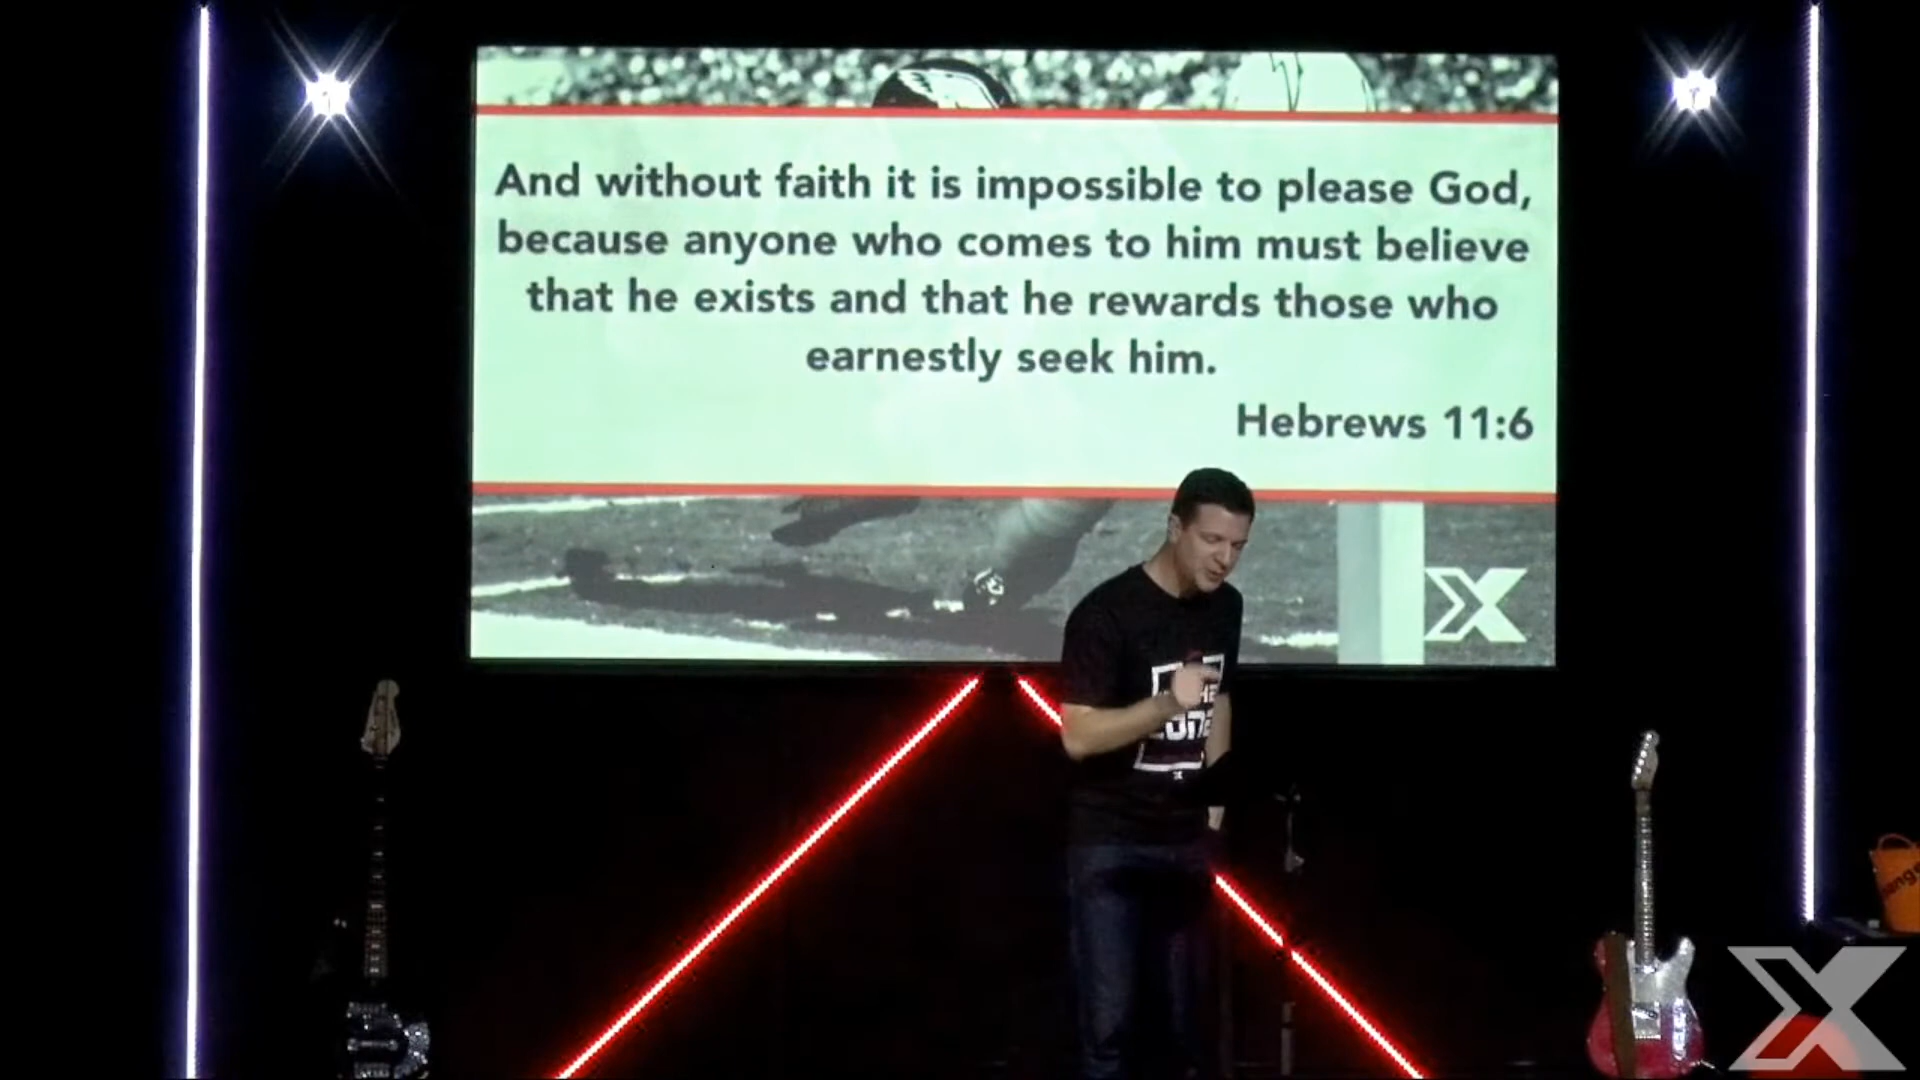 And without faith it is impossible to please God,
because anyone who comes to him must believe
that he exists and that he rewards those who
earnestly seek him.
Hebrews 11:6
X
X